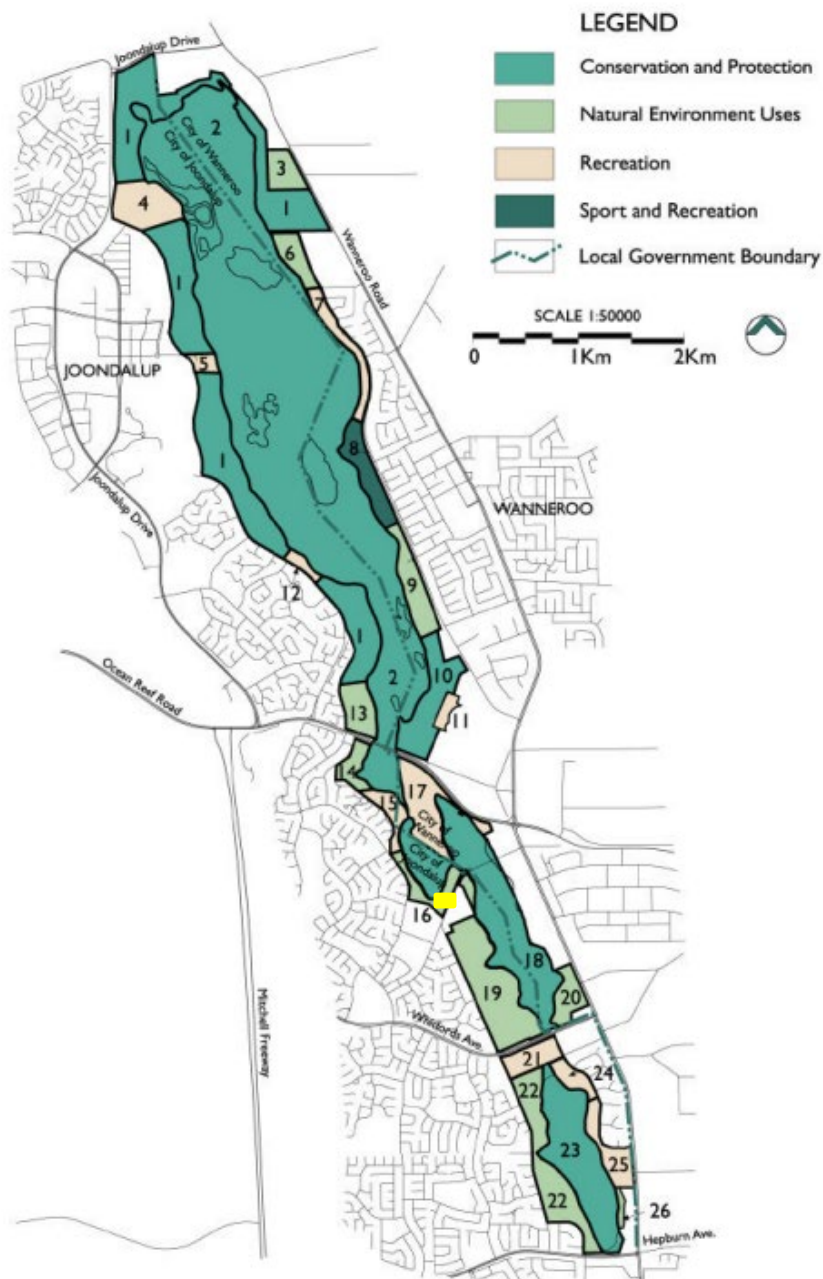 LEGEND
Conservation and Protection
Natural Environment Uses
Recreation
Sport and Recreation
Local Government Boundary
SCALE 1:50000
0 1Km 2Km
Joondalup Drive
1
2
City of Wanneroo
City of Joondalup
3
1
4
Wanneroo Road
6
1
7
5
JOONDALUP
8
1
WANNEROO
Joondalup Drive
9
12
1
2
10
11
Ocean Reef Road
13
14
15
17
City of Wanneroo
City of Joondalup
16
18
19
20
Whitfords Ave.
21
24
22
Mitchell Freeway
23
25
22
26
Hepburn Ave.